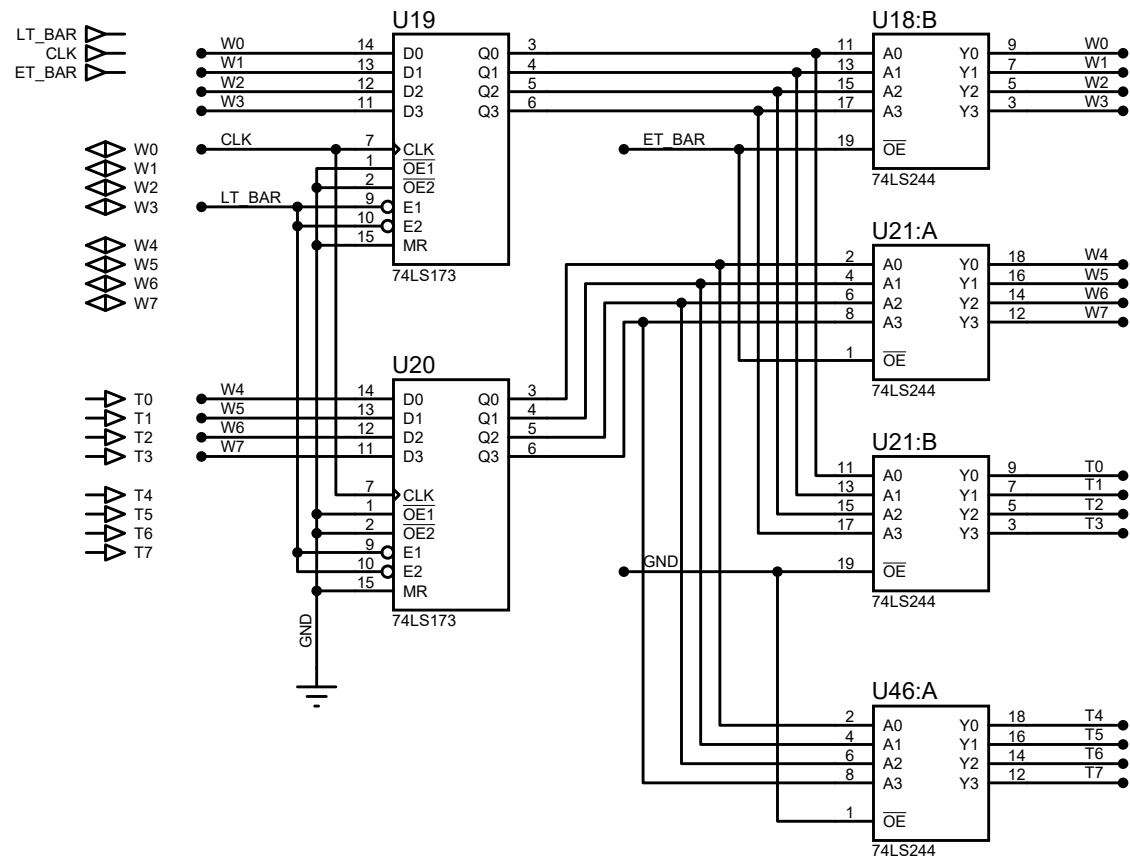 LT_BAR
CLK
ET_BAR
W0
W1
W2
W3
W4
W5
W6
W7
T0
T1
T2
T3
T4
T5
T6
T7
U19
W0 14 D0 Q0 3
W1 13 D1 Q1 4
W2 12 D2 Q2 5
W3 11 D3 Q3 6
CLK 7 CLK
1 OE1
2 OE2
LT_BAR 9 E1
10 E2
15 MR
74LS173
U20
W4 14 D0 Q0 3
W5 13 D1 Q1 4
W6 12 D2 Q2 5
W7 11 D3 Q3 6
7 CLK
1 OE1
2 OE2
9 E1
10 E2
15 MR
74LS173
GND
U18:B
11 A0 Y0 9 W0
13 A1 Y1 7 W1
15 A2 Y2 5 W2
17 A3 Y3 3 W3
ET_BAR 19 OE
74LS244
U21:A
2 A0 Y0 18 W4
4 A1 Y1 16 W5
6 A2 Y2 14 W6
8 A3 Y3 12 W7
1 OE
74LS244
U21:B
11 A0 Y0 9 T0
13 A1 Y1 7 T1
15 A2 Y2 5 T2
17 A3 Y3 3 T3
GND 19 OE
74LS244
U46:A
2 A0 Y0 18 T4
4 A1 Y1 16 T5
6 A2 Y2 14 T6
8 A3 Y3 12 T7
1 OE
74LS244